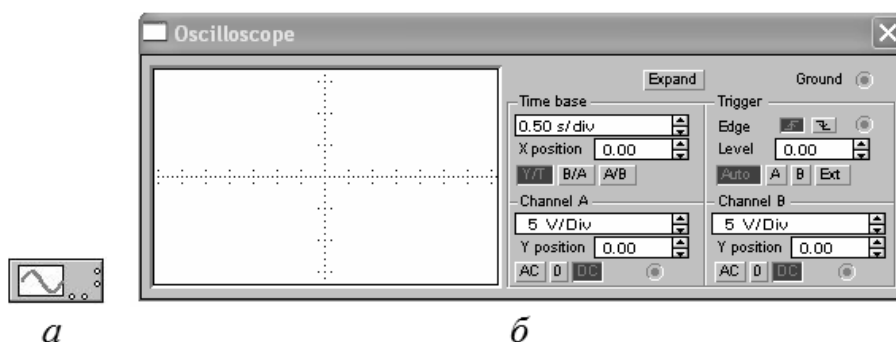 Oscilloscope
Expand
Ground
Time base
0.50 s/div
X position 0.00
Y/T B/A A/B
Trigger
Edge
Level 0.00
Auto A B Ext
Channel A
5 V/Div
Y position 0.00
AC 0 DC
Channel B
5 V/Div
Y position 0.00
AC 0 DC
а
б